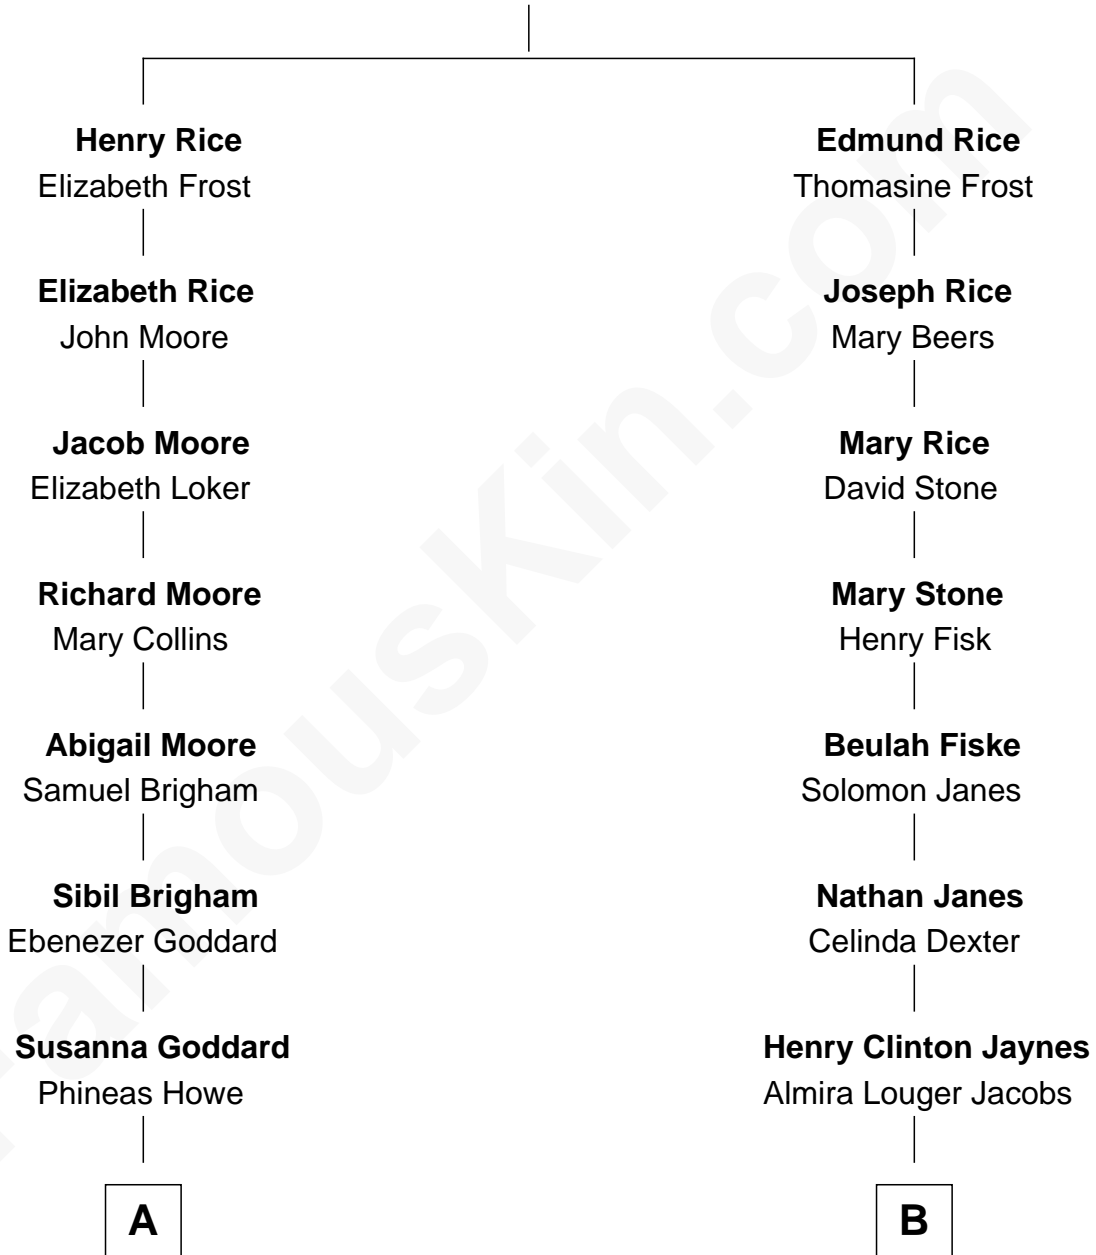 Henry Rice
Elizabeth Frost
Elizabeth Rice
John Moore
Jacob Moore
Elizabeth Loker
Richard Moore
Mary Collins
Abigail Moore
Samuel Brigham
Sibil Brigham
Ebenezer Goddard
Susanna Goddard
Phineas Howe
A
Edmund Rice
Thomasine Frost
Joseph Rice
Mary Beers
Mary Rice
David Stone
Mary Stone
Henry Fisk
Beulah Fiske
Solomon Janes
Nathan Janes
Celinda Dexter
Henry Clinton Jaynes
Almira Louger Jacobs
B
FamousKin.com